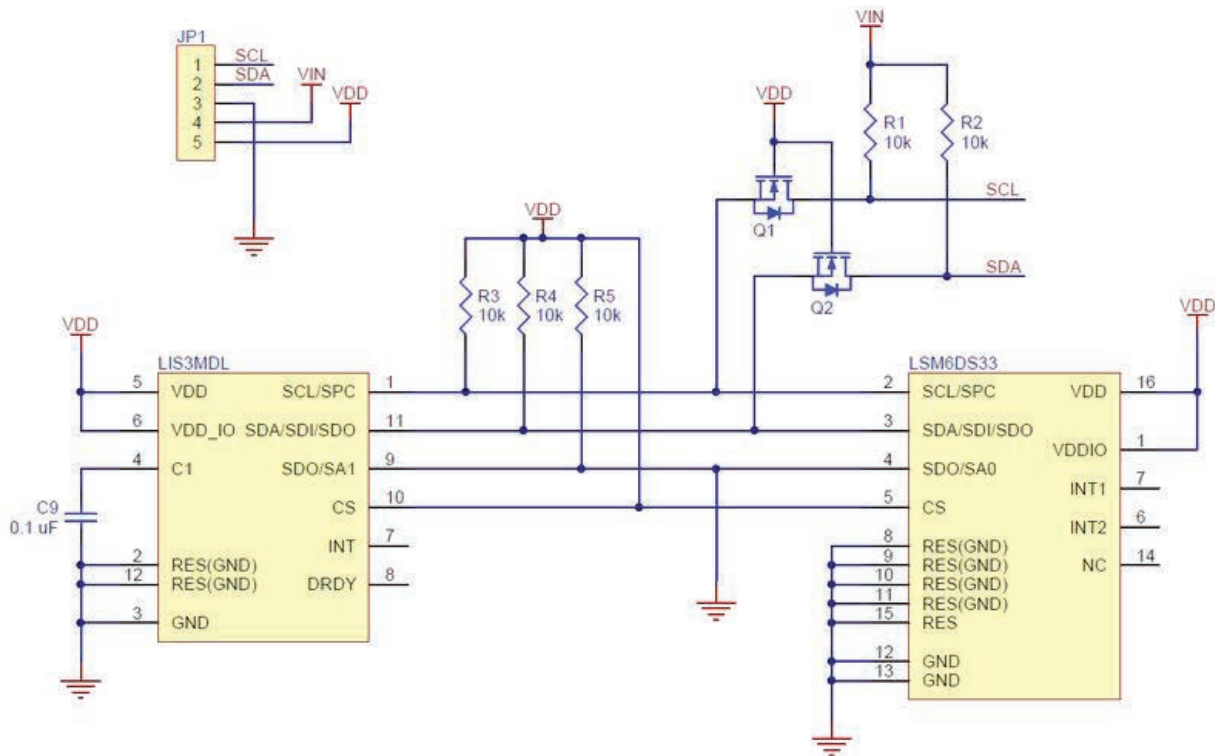 JP1
1 SCL
2 SDA
3
4 VIN
5 VDD
VIN
VDD
R1
10k
R2
10k
SCL
Q1
SDA
Q2
VDD
R3
10k
R4
10k
R5
10k
VDD
LIS3MDL
5 VDD
6 VDD_IO
4 C1
2 RES(GND)
12 RES(GND)
3 GND
SCL/SPC 1
SDA/SDI/SDO 11
SDO/SA1 9
CS 10
INT 7
DRDY 8
C9
0.1 uF
VDD
LSM6DS33
2 SCL/SPC
3 SDA/SDI/SDO
4 SDO/SA0
5 CS
8 RES(GND)
9 RES(GND)
10 RES(GND)
11 RES(GND)
15 RES
12 GND
13 GND
VDD 16
VDDIO 1
INT1 7
INT2 6
NC 14